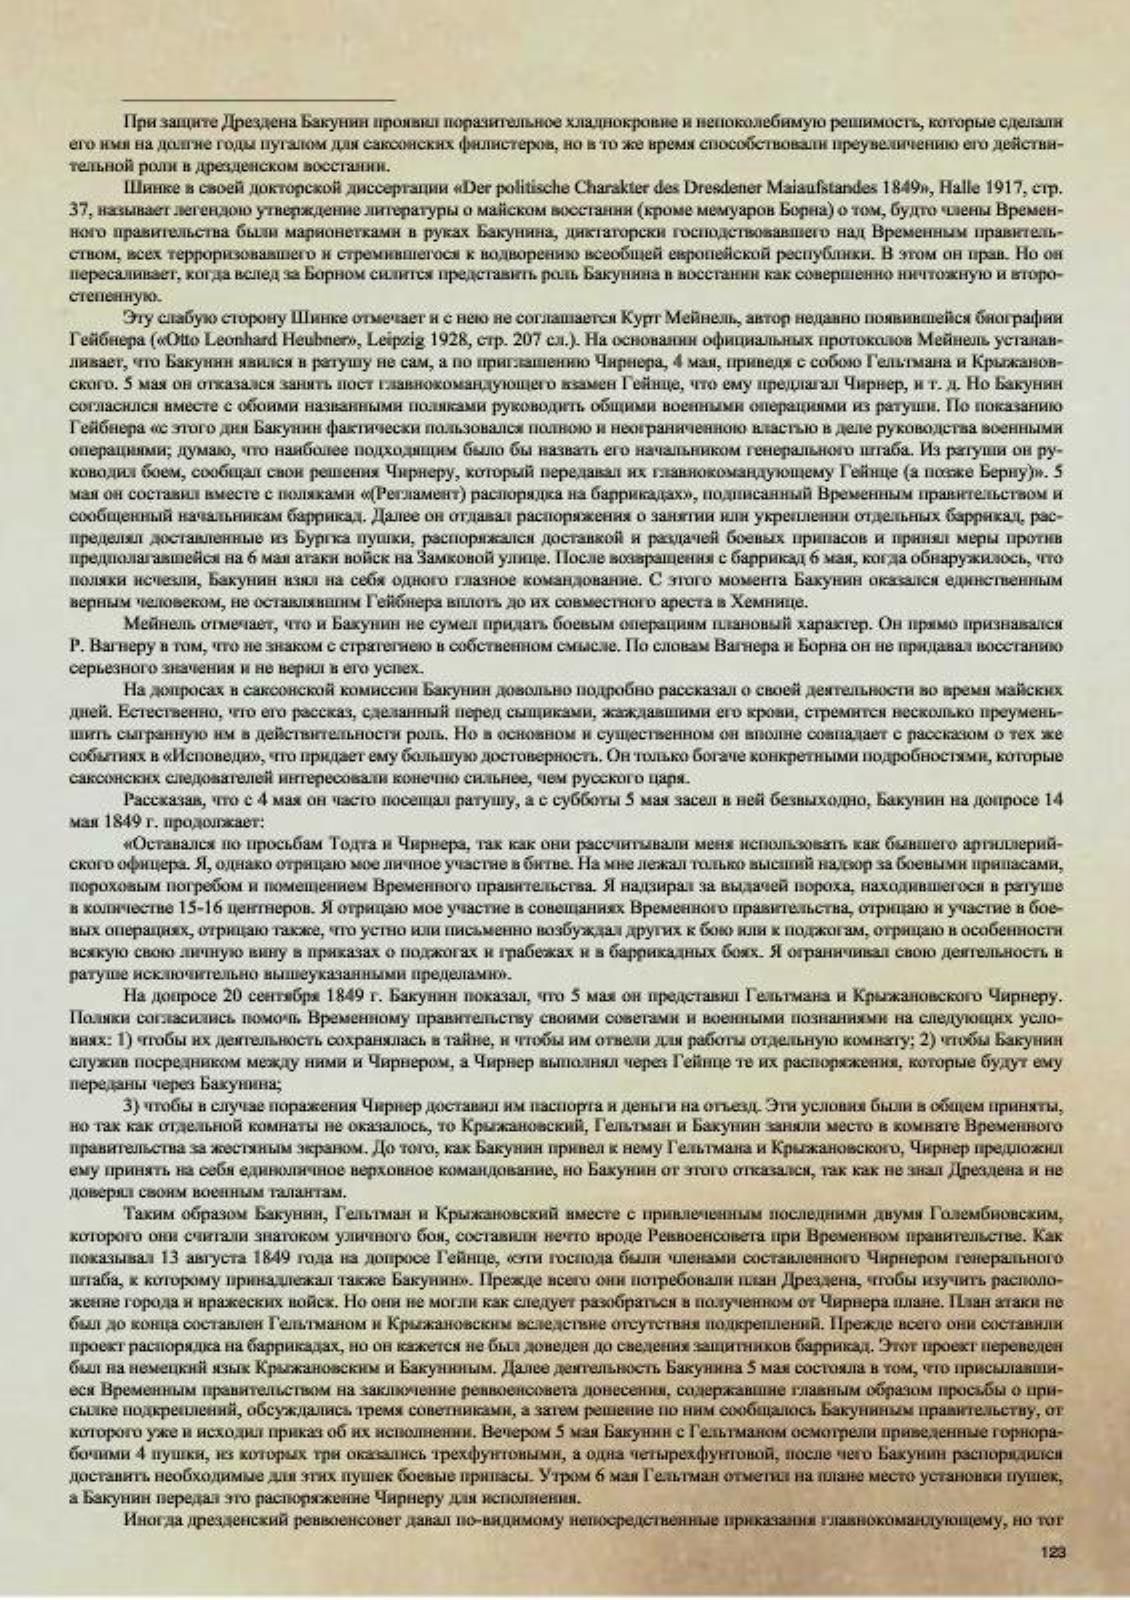 При защите Дрездена Бакунин проявил поразительное хладнокровие и непоколебимую решимость, которые сделали
его имя на долгие годы пугалом для саксонских филистеров, но в то же время способствовали преувеличению его действи-
тельной роли в дрезденском восстании.
Шинке в своей докторской диссертации «Der politische Charakter des Dresdener Maiaufstandes 1849», Halle 1917, стр.
37, называет легендою утверждение литературы о майском восстании (кроме мемуаров Борна) о том, будто члены Времен-
ного правительства были марионетками в руках Бакунина, диктаторски господствовавшего над Временным правитель-
ством, всех терроризовавшего и стремившегося к водворению всеобщей европейской республики. В этом он прав. Но он
пересаливает, когда вслед за Борном силится представить роль Бакунина в восстании как совершенно ничтожную и второ-
степенную.
Эту слабую сторону Шинке отмечает и с нею не соглашается Курт Мейнель, автор недавно появившейся биографии
Гейбнера («Otto Leonhard Heubner», Leipzig 1928, стр. 207 сл.). На основании официальных протоколов Мейнель устанав-
ливает, что Бакунин явился в ратушу не сам, а по приглашению Чирнера, 4 мая, приведя с собою Гельтмана и Крыжанов-
ского. 5 мая он отказался занять пост главнокомандующего взамен Гейнце, что ему предлагал Чирнер, и т. д. Но Бакунин
согласился вместе с обоими названными поляками руководить общими военными операциями из ратуши. По показанию
Гейбнера «с этого дня Бакунин фактически пользовался полною и неограниченною властью в деле руководства военными
операциями; думаю, что наиболее подходящим было бы назвать его начальником генерального штаба. Из ратуши он ру-
ководил боем, сообщал свои решения Чирнеру, который передавал их главнокомандующему Гейнце (а позже Берну)». 5
мая он составил вместе с поляками «(Регламент) распорядка на баррикадах», подписанный Временным правительством и
сообщенный начальникам баррикад. Далее он отдавал распоряжения о занятии или укреплении отдельных баррикад, рас-
пределял доставленные из Бургка пушки, распоряжался доставкой и раздачей боевых припасов и принял меры против
предполагавшейся на 6 мая атаки войск на Замковой улице. После возвращения с баррикад 6 мая, когда обнаружилось, что
поляки исчезли, Бакунин взял на себя одного глазное командование. С этого момента Бакунин оказался единственным
верным человеком, не оставлявшим Гейбнера вплоть до их совместного ареста в Хемнице.
Мейнель отмечает, что и Бакунин не сумел придать боевым операциям плановый характер. Он прямо признавался
Р. Вагнеру в том, что не знаком с стратегиею в собственном смысле. По словам Вагнера и Борна он не придавал восстанию
серьезного значения и не верил в его успех.
На допросах в саксонской комиссии Бакунин довольно подробно рассказал о своей деятельности во время майских
дней. Естественно, что его рассказ, сделанный перед сыщиками, жаждавшими его крови, стремится несколько преумень-
шить сыгранную им в действительности роль. Но в основном и существенном он вполне совпадает с рассказом о тех же
событиях в «Исповеди», что придает ему большую достоверность. Он только богаче конкретными подробностями, которые
саксонских следователей интересовали конечно сильнее, чем русского царя.
Рассказав, что с 4 мая он часто посещал ратушу, а с субботы 5 мая засел в ней безвыходно, Бакунин на допросе 14
мая 1849 г. продолжает:
«Оставался по просьбам Тодта и Чирнера, так как они рассчитывали меня использовать как бывшего артиллерий-
ского офицера. Я, однако отрицаю мое личное участие в битве. На мне лежал только высший надзор за боевыми припасами,
пороховым погребом и помещением Временного правительства. Я надзирал за выдачей пороха, находившегося в ратуше
в количестве 15-16 центнеров. Я отрицаю мое участие в совещаниях Временного правительства, отрицаю и участие в бое-
вых операциях, отрицаю также, что устно или письменно возбуждал других к бою или к поджогам, отрицаю в особенности
всякую свою личную вину в приказах о поджогах и грабежах и в баррикадных боях. Я ограничивал свою деятельность в
ратуше исключительно вышеуказанными пределами».
На допросе 20 сентября 1849 г. Бакунин показал, что 5 мая он представил Гельтмана и Крыжановского Чирнеру.
Поляки согласились помочь Временному правительству своими советами и военными познаниями на следующих усло-
виях: 1) чтобы их деятельность сохранялась в тайне, и чтобы им отвели для работы отдельную комнату; 2) чтобы Бакунин
служив посредником между ними и Чирнером, а Чирнер выполнял через Гейнце те их распоряжения, которые будут ему
переданы через Бакунина;
3) чтобы в случае поражения Чирнер доставил им паспорта и деньги на отъезд. Эти условия были в общем приняты,
но так как отдельной комнаты не оказалось, то Крыжановский, Гельтман и Бакунин заняли место в комнате Временного
правительства за жестяным экраном. До того, как Бакунин привел к нему Гельтмана и Крыжановского, Чирнер предложил
ему принять на себя единоличное верховное командование, но Бакунин от этого отказался, так как не знал Дрездена и не
доверял своим военным талантам.
Таким образом Бакунин, Гельтман и Крыжановский вместе с привлеченным последними двумя Голембиовским,
которого они считали знатоком уличного боя, составили нечто вроде Реввоенсовета при Временном правительстве. Как
показывал 13 августа 1849 года на допросе Гейнце, «эти господа были членами составленного Чирнером генерального
штаба, к которому принадлежал также Бакунин». Прежде всего они потребовали план Дрездена, чтобы изучить располо-
жение города и вражеских войск. Но они не могли как следует разобраться в полученном от Чирнера плане. План атаки не
был до конца составлен Гельтманом и Крыжановским вследствие отсутствия подкреплений. Прежде всего они составили
проект распорядка на баррикадах, но он кажется не был доведен до сведения защитников баррикад. Этот проект переведен
был на немецкий язык Крыжановским и Бакуниным. Далее деятельность Бакунина 5 мая состояла в том, что присылавши-
еся Временным правительством на заключение реввоенсовета донесения, содержавшие главным образом просьбы о при-
сылке подкреплений, обсуждались тремя советниками, а затем решение по ним сообщалось Бакуниным правительству, от
которого уже и исходил приказ об их исполнении. Вечером 5 мая Бакунин с Гельтманом осмотрели приведенные горнора-
бочими 4 пушки, из которых три оказались трехфунтовыми, а одна четырехфунтовой, после чего Бакунин распорядился
доставить необходимые для этих пушек боевые припасы. Утром 6 мая Гельтман отметил на плане место установки пушек,
а Бакунин передал это распоряжение Чирнеру для исполнения.
Иногда дрезденский реввоенсовет давал по-видимому непосредственные приказания главнокомандующему, но тот
123